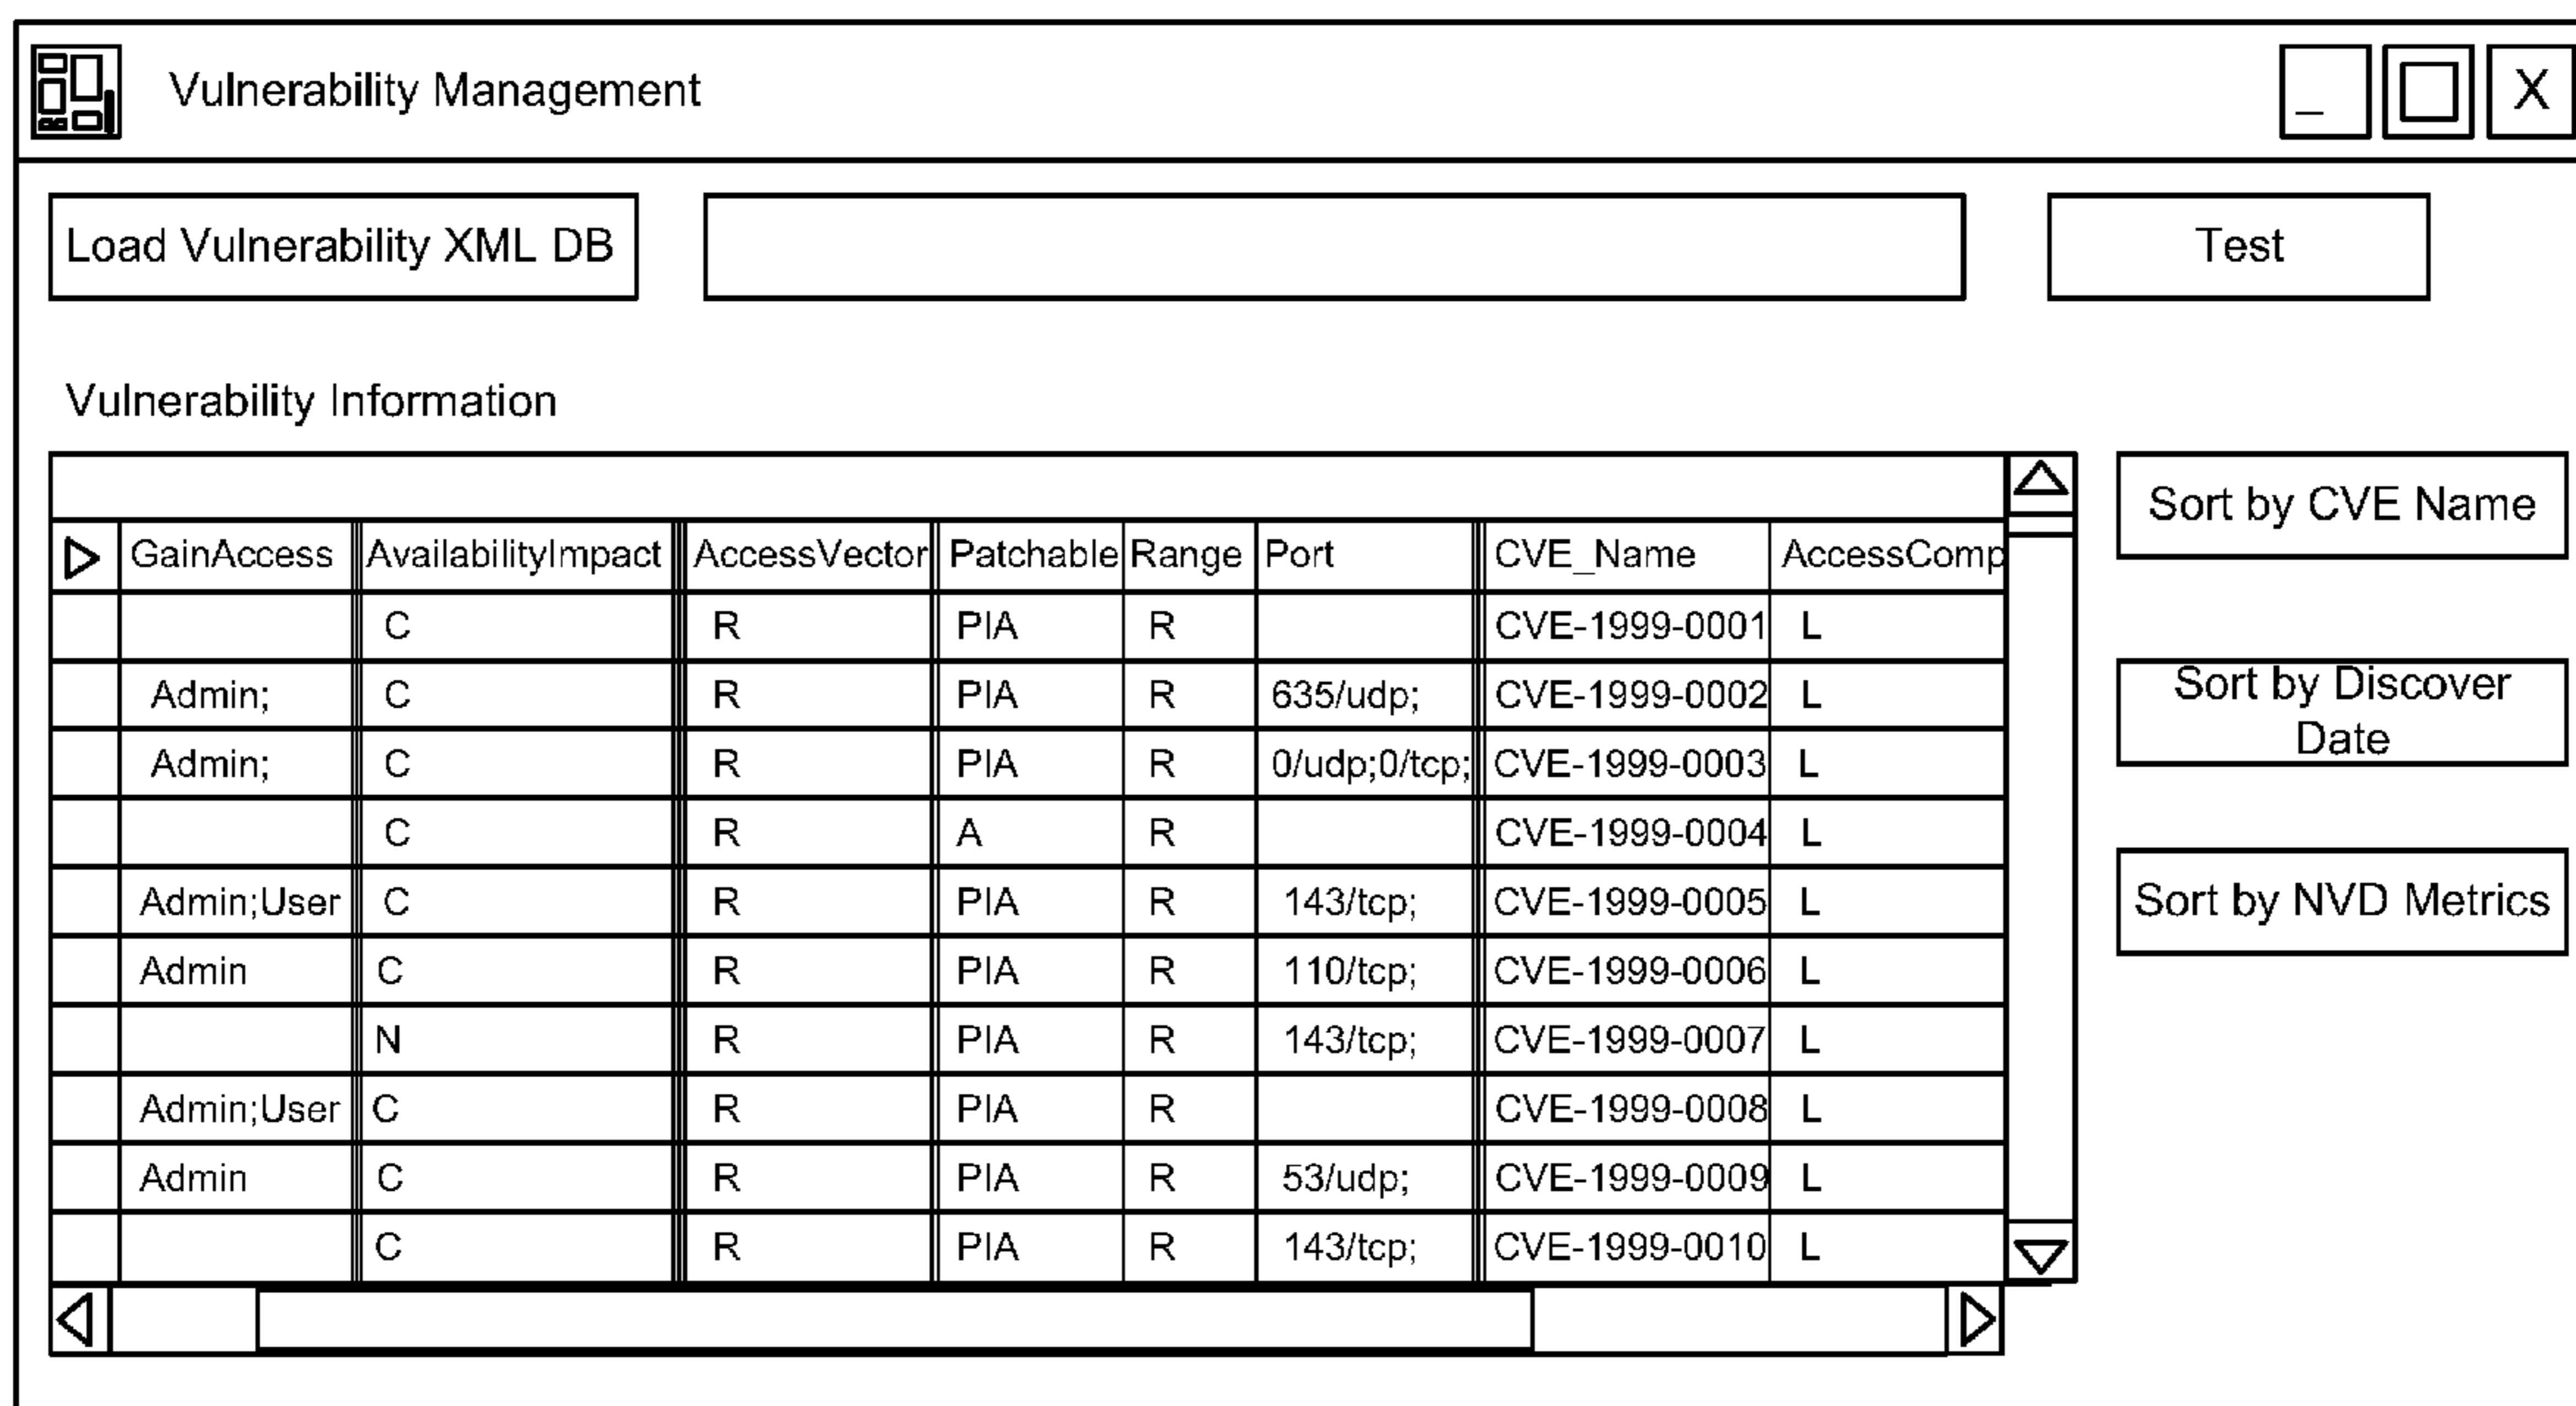 Vulnerability Management
_ X
Load Vulnerability XML DB Test
Vulnerability Information
Sort by CVE Name
GainAccess AvailabilityImpact AccessVector Patchable Range Port CVE_Name AccessComp
C R PIA R CVE-1999-0001 L
Admin; C R PIA R 635/udp; CVE-1999-0002 L
Sort by Discover
Date
Admin; C R PIA R 0/udp;0/tcp; CVE-1999-0003 L
C R A R CVE-1999-0004 L
Admin;User C R PIA R 143/tcp; CVE-1999-0005 L
Sort by NVD Metrics
Admin C R PIA R 110/tcp; CVE-1999-0006 L
N R PIA R 143/tcp; CVE-1999-0007 L
Admin;User C R PIA R CVE-1999-0008 L
Admin C R PIA R 53/udp; CVE-1999-0009 L
C R PIA R 143/tcp; CVE-1999-0010 L